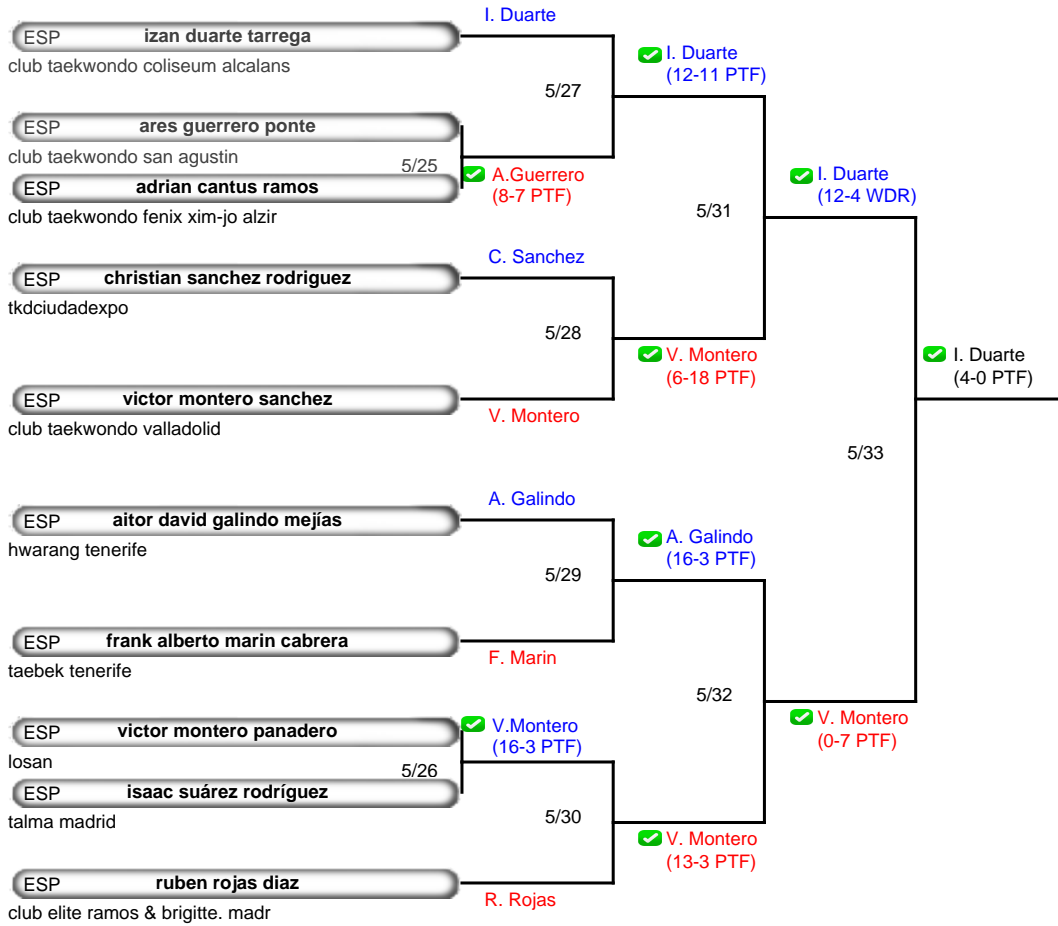 I. Duarte
ESP izan duarte tarrega
club taekwondo coliseum alcalans
I. Duarte
(12-11 PTF)
5/27
ESP ares guerrero ponte
club taekwondo san agustin
5/25
A.Guerrero
(8-7 PTF)
ESP adrian cantus ramos
club taekwondo fenix xim-jo alzir
I. Duarte
(12-4 WDR)
5/31
C. Sanchez
ESP christian sanchez rodriguez
tkdciudadexpo
5/28
V. Montero
(6-18 PTF)
I. Duarte
(4-0 PTF)
ESP victor montero sanchez
V. Montero
club taekwondo valladolid
5/33
A. Galindo
ESP aitor david galindo mejías
hwarang tenerife
A. Galindo
(16-3 PTF)
5/29
ESP frank alberto marin cabrera
F. Marin
taebek tenerife
5/32
V. Montero
(0-7 PTF)
ESP victor montero panadero
V.Montero
(16-3 PTF)
losan
5/26
ESP isaac suárez rodríguez
talma madrid
5/30
V. Montero
(13-3 PTF)
ESP ruben rojas diaz
R. Rojas
club elite ramos & brigitte. madr